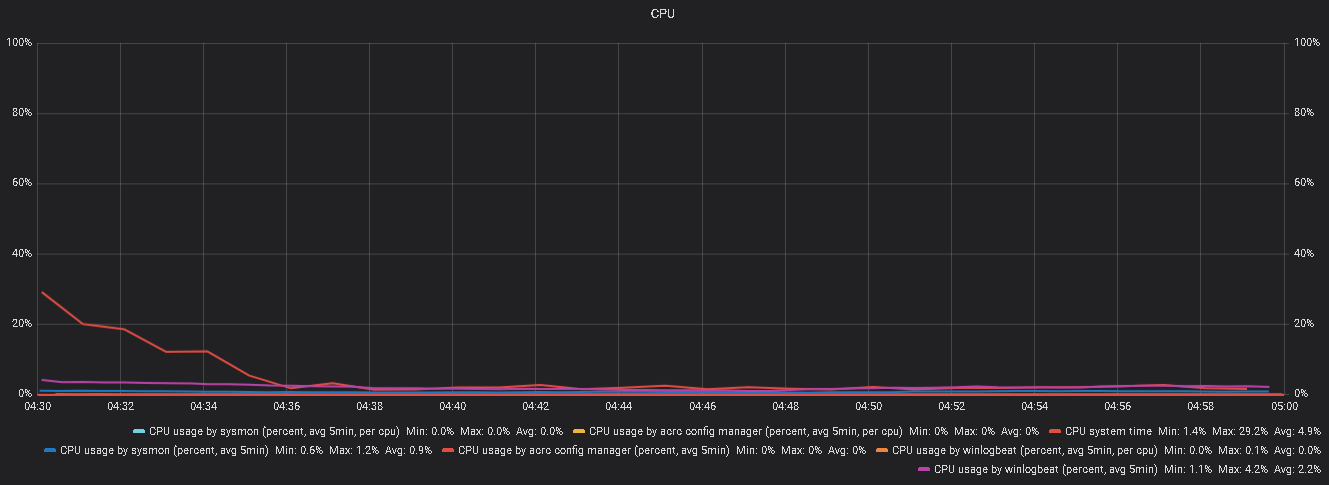 CPU
100% 100%
80% 80%
60% 60%
40% 40%
20% 20%
0% 0%
04:30 04:32 04:34 04:36 04:38 04:40 04:42 04:44 04:46 04:48 04:50 04:52 04:54 04:56 04:58 05:00
CPU usage by sysmon (percent, avg 5min, per cpu) Min: 0.0% Max: 0.0% Avg: 0.0% CPU usage by acrc config manager (percent, avg 5min, per cpu) Min: 0% Max: 0% Avg: 0% CPU system time Min: 1.4% Max: 29.2% Avg: 4.9%
CPU usage by sysmon (percent, avg 5min) Min: 0.6% Max: 1.2% Avg: 0.9% CPU usage by acrc config manager (percent, avg 5min) Min: 0% Max: 0% Avg: 0% CPU usage by winlogbeat (percent, avg 5min, per cpu) Min: 0.0% Max: 0.1% Avg: 0.0%
CPU usage by winlogbeat (percent, avg 5min) Min: 1.1% Max: 4.2% Avg: 2.2%